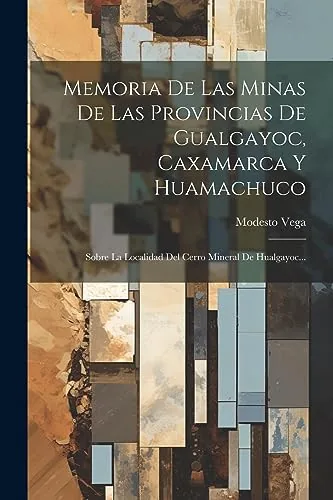 Memoria De Las Minas
De Las Provincias De
Gualgayoc,
Caxamarca Y
Huamachuco
Modesto Vega
Sobre La Localidad Del Cerro Mineral De Hualgayoc...